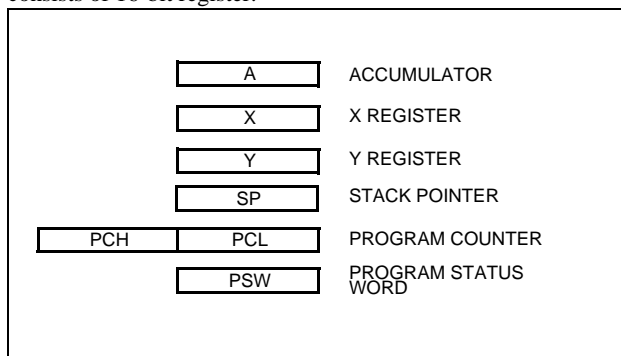 consists of 16-bit register.
A ACCUMULATOR
X X REGISTER
Y Y REGISTER
SP STACK POINTER
PCH PCL PROGRAM COUNTER
PSW PROGRAM STATUS
WORD